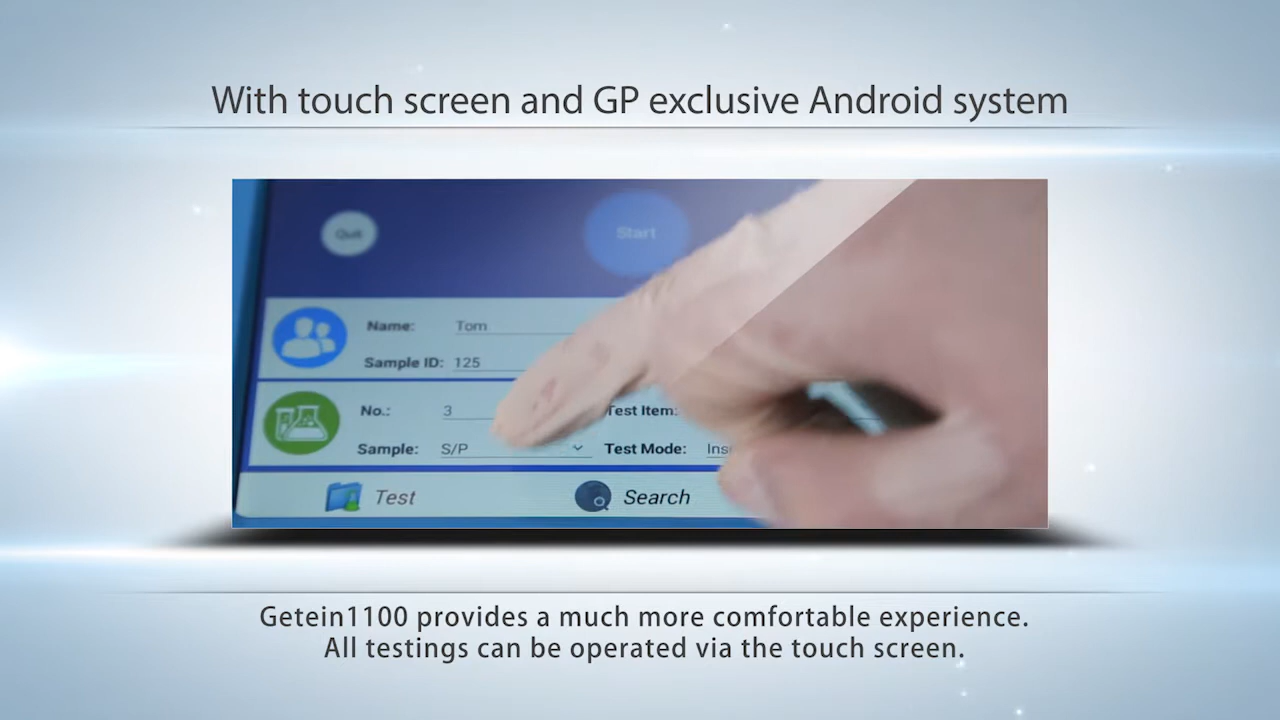 With touch screen and GP exclusive Android system
Quit
Start
Name: Tom
Sample ID: 125
No.: 3
Test Item:
Sample: S/P
Test Mode:
Test
Search
Getein1100 provides a much more comfortable experience.
All testings can be operated via the touch screen.